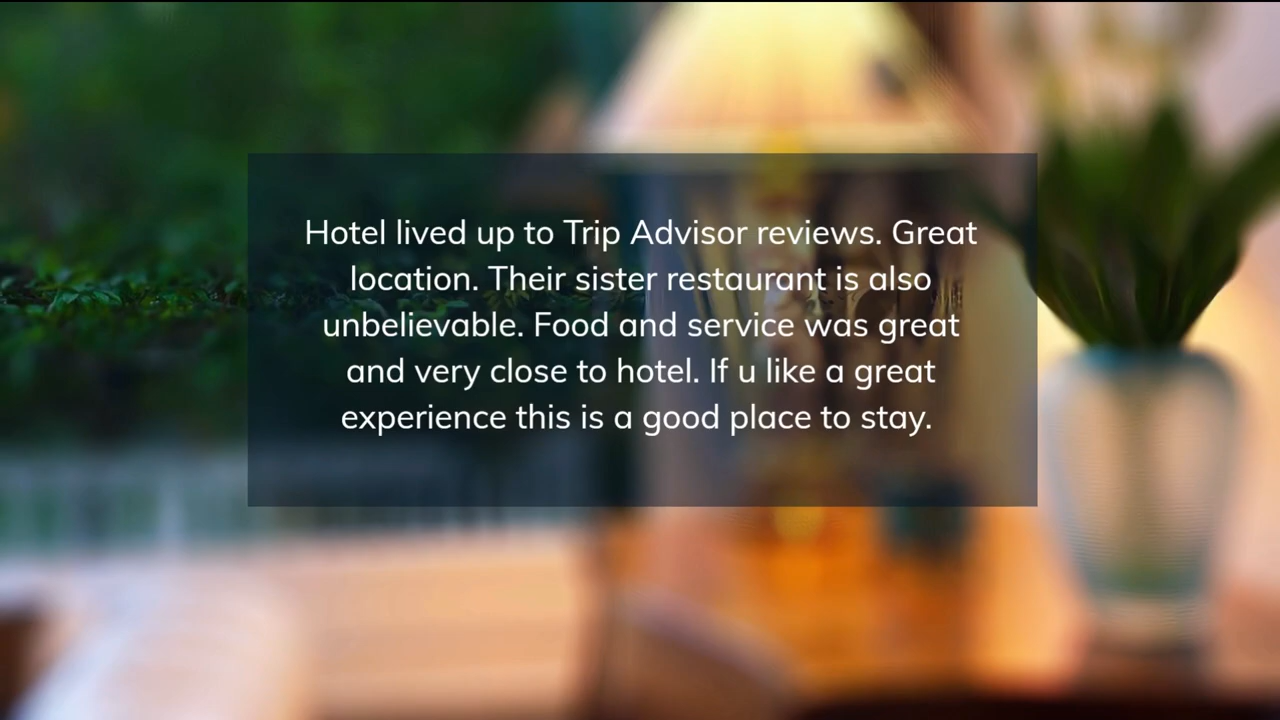 Hotel lived up to Trip Advisor reviews. Great
location. Their sister restaurant is also
unbelievable. Food and service was great
and very close to hotel. If u like a great
experience this is a good place to stay.